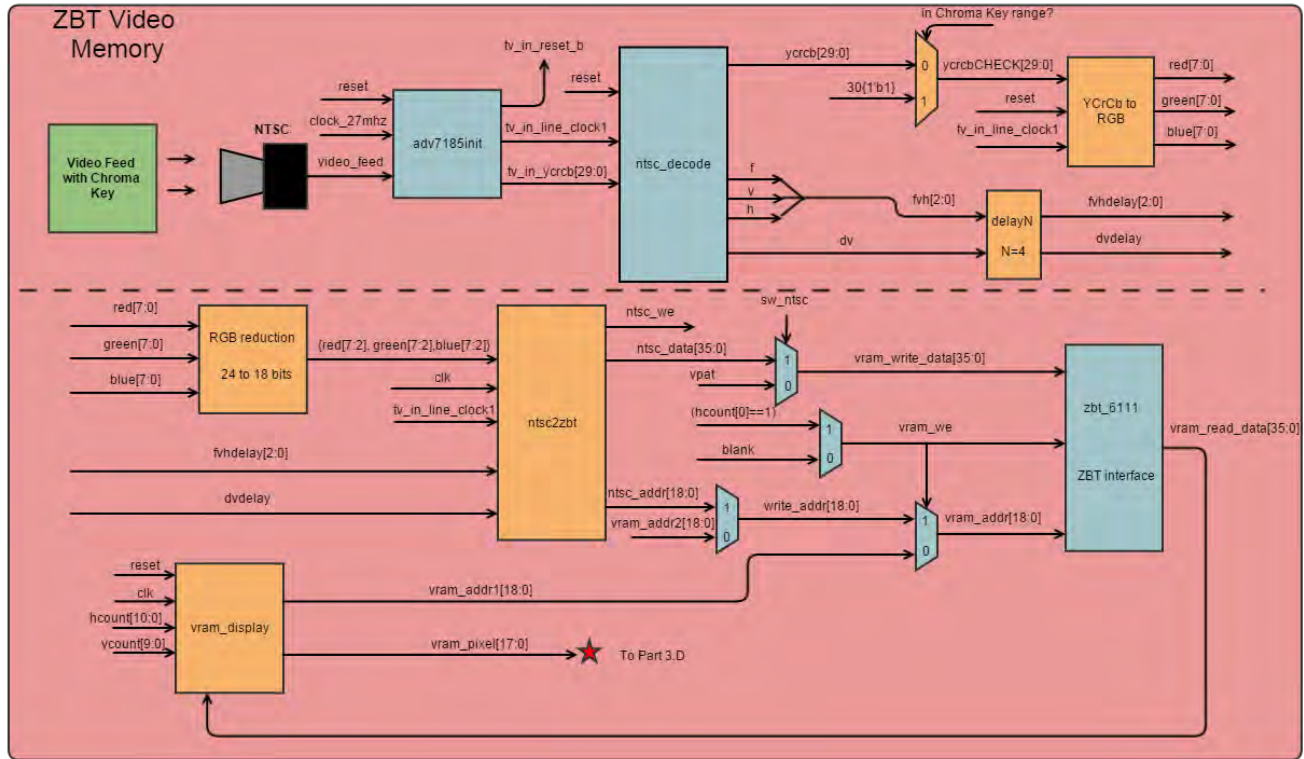 ZBT Video
Memory
in Chroma Key range?
tv_in_reset_b
reset
ycrcb[29:0]
0
ycrcbCHECK[29:0]
red[7:0]
reset
30{1'b1}
1
reset
YCrCb to
RGB
green[7:0]
tv_in_line_clock1
blue[7:0]
Video Feed
with Chroma
Key
NTSC
clock_27mhz
video_feed
adv7185init
tv_in_line_clock1
tv_in_ycrcb[29:0]
ntsc_decode
f
v
h
fvh[2:0]
delayN
N=4
fvhdelay[2:0]
dv
dvdelay
red[7:0]
green[7:0]
blue[7:0]
RGB reduction
24 to 18 bits
{red[7:2], green[7:2],blue[7:2]}
clk
tv_in_line_clock1
fvhdelay[2:0]
dvdelay
ntsc2zbt
ntsc_we
sw_ntsc
ntsc_data[35:0]
1
vpat
0
vram_write_data[35:0]
(hcount[0]==1)
1
blank
0
vram_we
zbt_6111
ZBT interface
vram_read_data[35:0]
ntsc_addr[18:0]
1
vram_addr2[18:0]
0
write_addr[18:0]
1
0
vram_addr[18:0]
reset
clk
hcount[10:0]
vcount[9:0]
vram_display
vram_addr1[18:0]
vram_pixel[17:0]
To Part 3.D